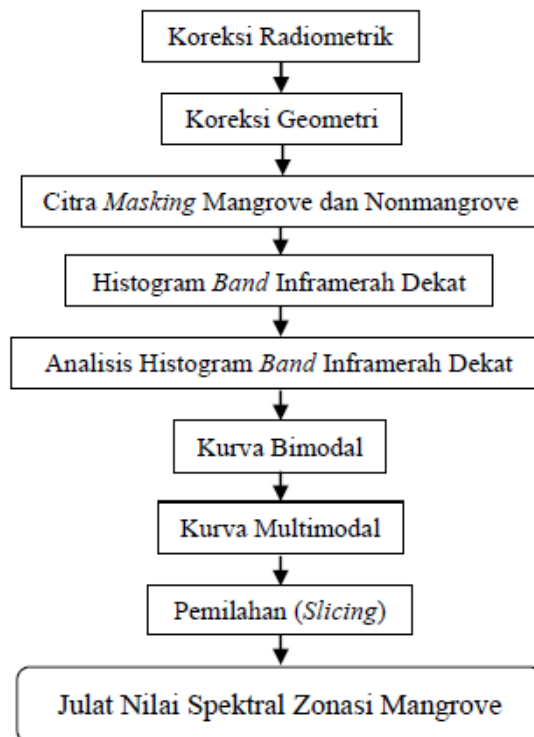 Koreksi Radiometrik
Koreksi Geometri
Citra Masking Mangrove dan Nonmangrove
Histogram Band Inframerah Dekat
Analisis Histogram Band Inframerah Dekat
Kurva Bimodal
Kurva Multimodal
Pemilahan (Slicing)
Julat Nilai Spektral Zonasi Mangrove